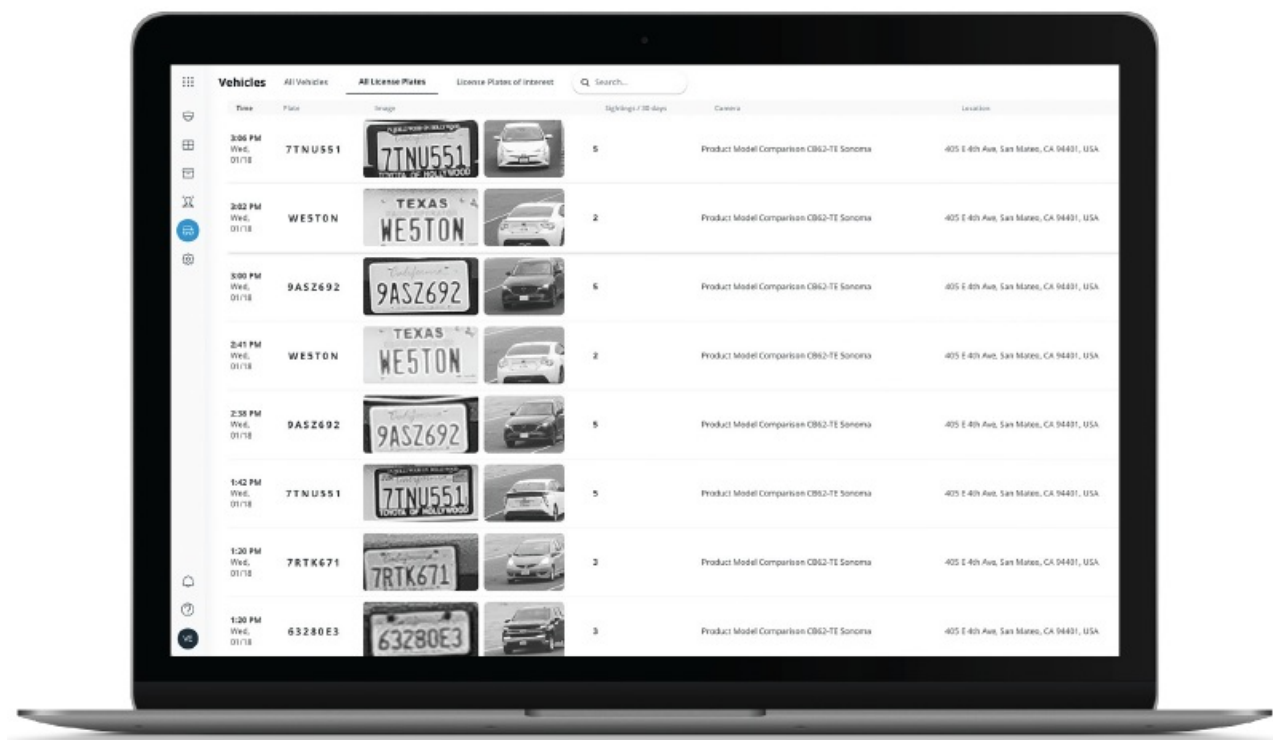 Vehicles All Vehicles All License Plates License Plates of Interest Search...
Time Plate Image Sightings / 30 days Camera Location
3:06 PM
Wed,
01/18
7TNU551
California
7TNU551
TOYOTA OF HOLLYWOOD
5
Product Model Comparison CB62-TE Sonoma
405 E 4th Ave, San Mateo, CA 94401, USA
3:02 PM
Wed,
01/18
WE5T0N
TEXAS
WE5T0N
2
Product Model Comparison CB62-TE Sonoma
405 E 4th Ave, San Mateo, CA 94401, USA
3:00 PM
Wed,
01/18
9ASZ692
California
9ASZ692
5
Product Model Comparison CB62-TE Sonoma
405 E 4th Ave, San Mateo, CA 94401, USA
2:41 PM
Wed,
01/18
WE5T0N
TEXAS
WE5T0N
2
Product Model Comparison CB62-TE Sonoma
405 E 4th Ave, San Mateo, CA 94401, USA
2:38 PM
Wed,
01/18
9ASZ692
California
9ASZ692
5
Product Model Comparison CB62-TE Sonoma
405 E 4th Ave, San Mateo, CA 94401, USA
1:42 PM
Wed,
01/18
7TNU551
California
7TNU551
TOYOTA OF HOLLYWOOD
5
Product Model Comparison CB62-TE Sonoma
405 E 4th Ave, San Mateo, CA 94401, USA
1:20 PM
Wed,
01/18
7RTK671
California
7RTK671
3
Product Model Comparison CB62-TE Sonoma
405 E 4th Ave, San Mateo, CA 94401, USA
1:20 PM
Wed,
01/18
63280E3
63280E3
3
Product Model Comparison CB62-TE Sonoma
405 E 4th Ave, San Mateo, CA 94401, USA
VE